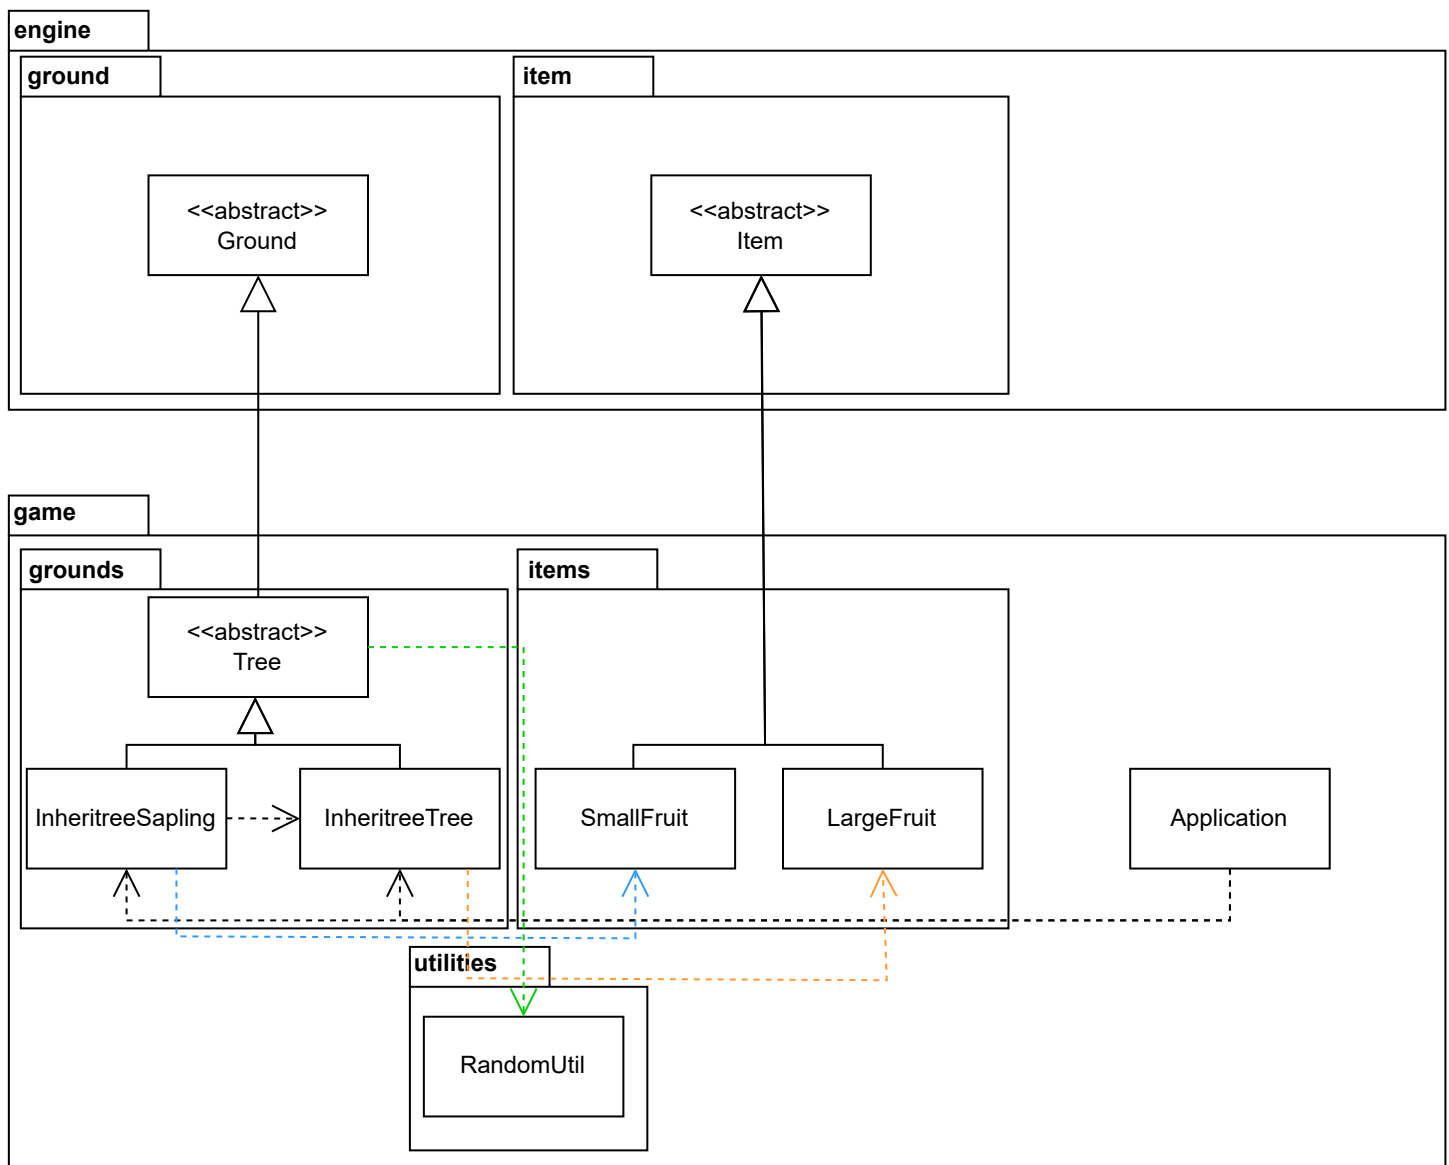 engine
ground
item
<<abstract>>
Ground
<<abstract>>
Item
game
grounds
items
<<abstract>>
Tree
InheritreeSapling
InheritreeTree
SmallFruit
LargeFruit
Application
utilities
RandomUtil